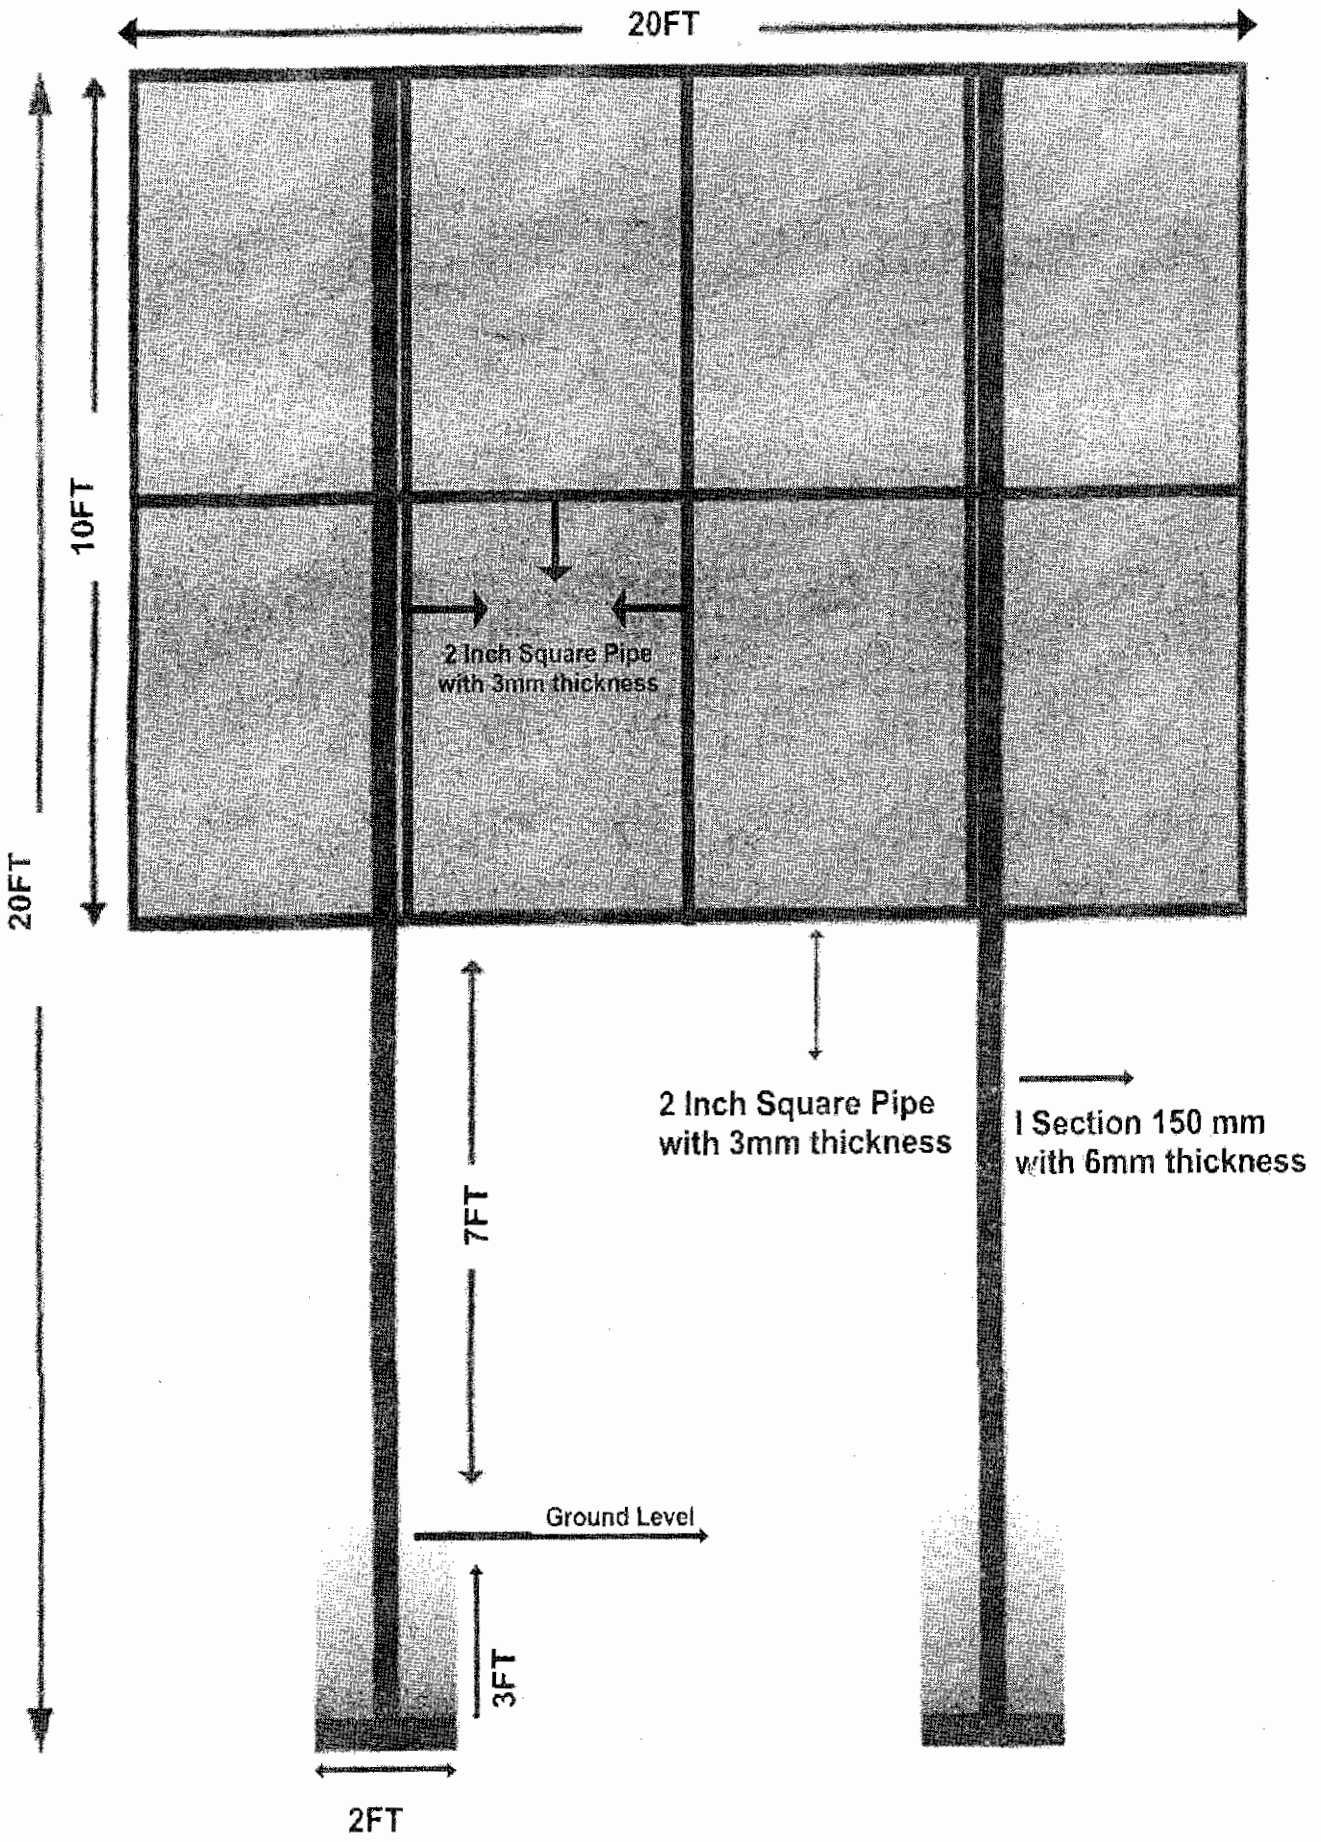 20FT
10FT
2 Inch Square Pipe
with 3mm thickness
20FT
2 Inch Square Pipe
with 3mm thickness
I Section 150 mm
with 6mm thickness
7FT
Ground Level
3FT
2FT